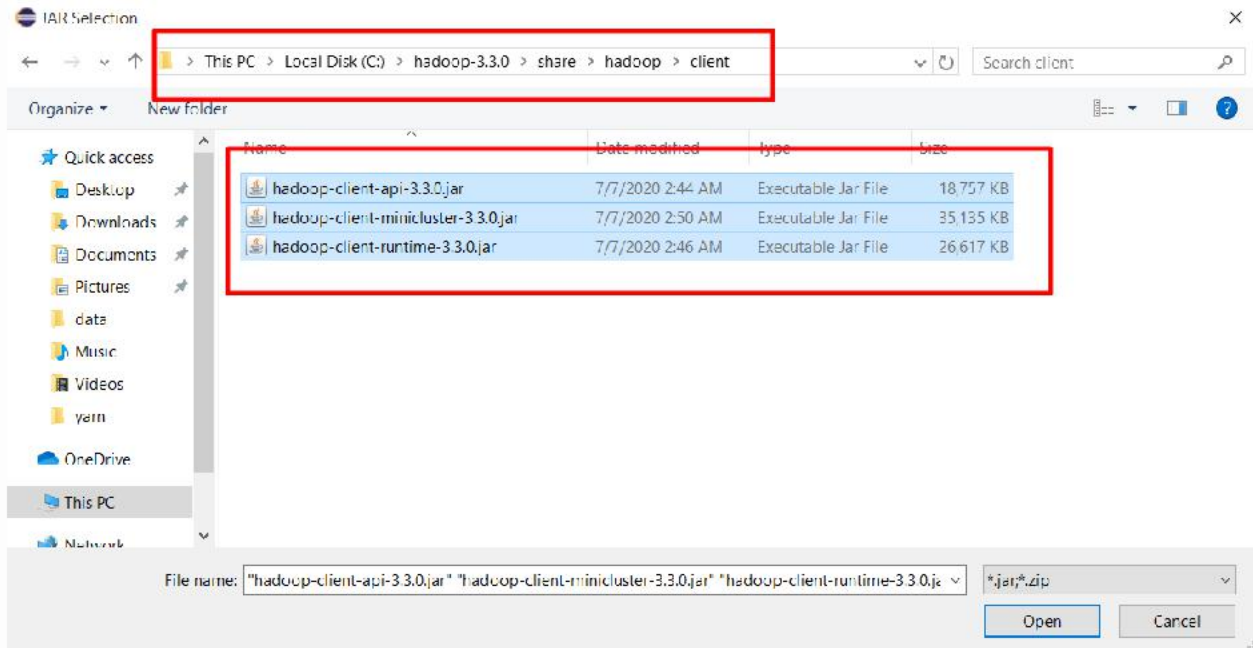 JAR Selection
> This PC > Local Disk (C:) > hadoop-3.3.0 > share > hadoop > client
Search client
Organize
New folder
Name Date modified Type Size
Quick access
Desktop
Downloads
Documents
Pictures
data
Music
Videos
yarn
OneDrive
This PC
Network
hadoop-client-api-3.3.0.jar 7/7/2020 2:44 AM Executable Jar File 18,757 KB
hadoop-client-minicluster-3.3.0.jar 7/7/2020 2:50 AM Executable Jar File 35,135 KB
hadoop-client-runtime-3.3.0.jar 7/7/2020 2:46 AM Executable Jar File 26,617 KB
File name: "hadoop-client-api-3.3.0.jar" "hadoop-client-minicluster-3.3.0.jar" "hadoop-client-runtime-3.3.0.ja
*.jar;*.zip
Open Cancel